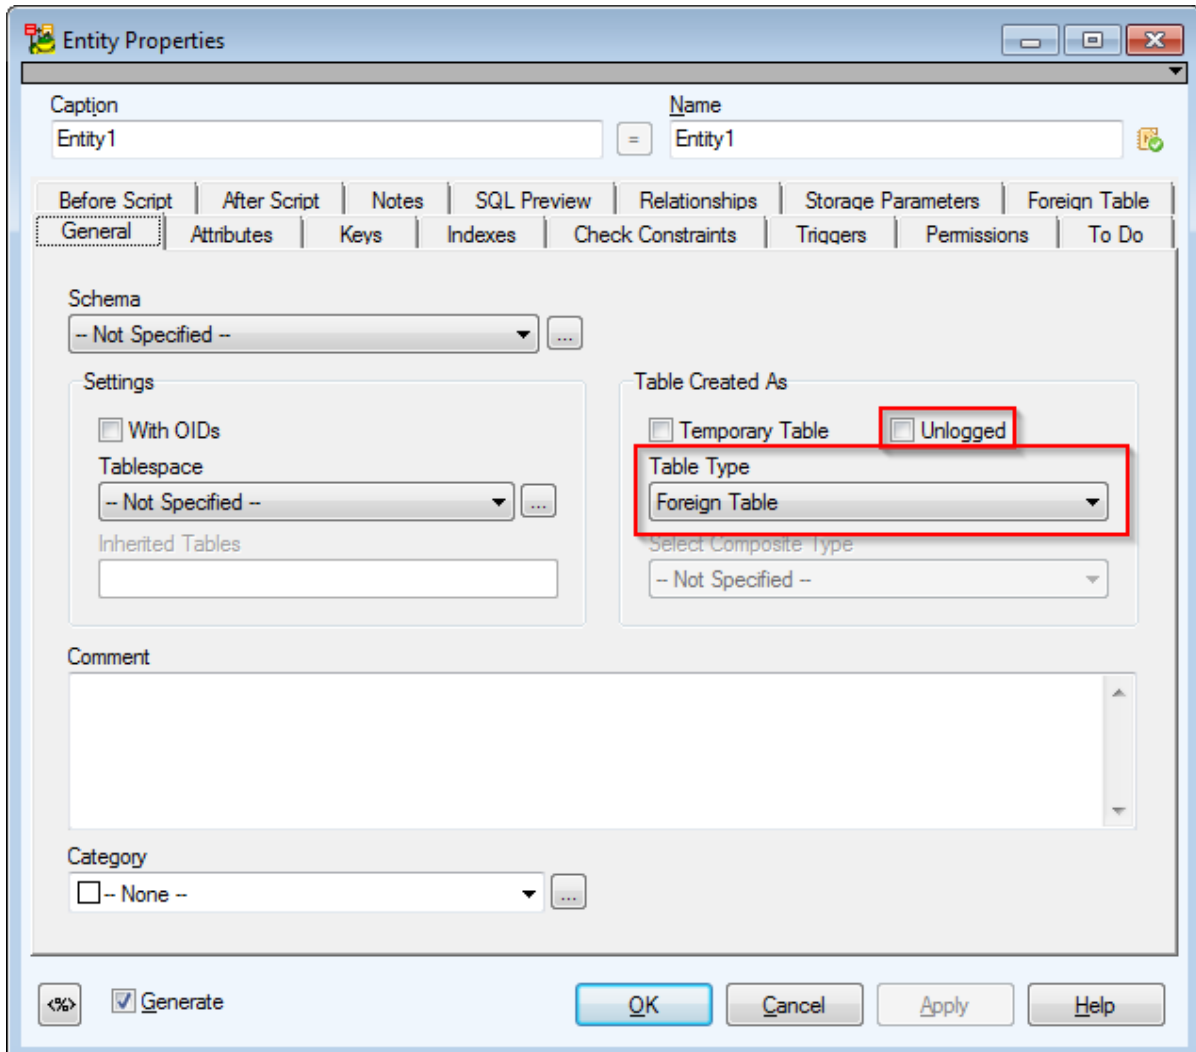 Entity Properties
Caption Name
Entity1 = Entity1
Before Script After Script Notes SQL Preview Relationships Storage Parameters Foreign Table
General Attributes Keys Indexes Check Constraints Triggers Permissions To Do
Schema
-- Not Specified -- ...
Settings Table Created As
With OIDs Temporary Table Unlogged
Tablespace Table Type
-- Not Specified -- ... Foreign Table
Inherited Tables Select Composite Type
-- Not Specified --
Comment
Category
-- None -- ...
<%> Generate OK Cancel Apply Help